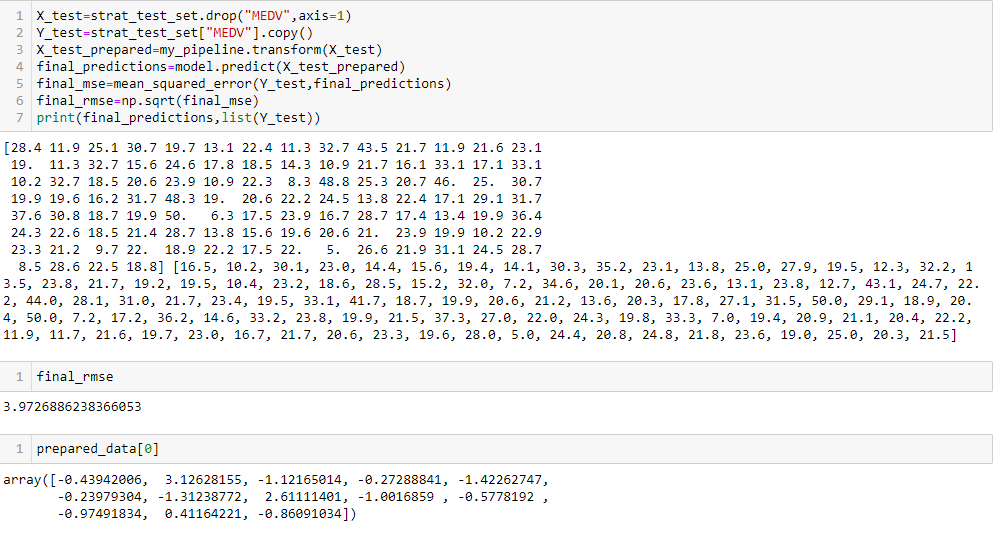 1 X_test=strat_test_set.drop("MEDV",axis=1)
2 Y_test=strat_test_set["MEDV"].copy()
3 X_test_prepared=my_pipeline.transform(X_test)
4 final_predictions=model.predict(X_test_prepared)
5 final_mse=mean_squared_error(Y_test,final_predictions)
6 final_rmse=np.sqrt(final_mse)
7 print(final_predictions,list(Y_test))
[28.4 11.9 25.1 30.7 19.7 13.1 22.4 11.3 32.7 43.5 21.7 11.9 21.6 23.1
19. 11.3 32.7 15.6 24.6 17.8 18.5 14.3 10.9 21.7 16.1 33.1 17.1 33.1
10.2 32.7 18.5 20.6 23.9 10.9 22.3 8.3 48.8 25.3 20.7 46. 25. 30.7
19.9 19.6 16.2 31.7 48.3 19. 20.6 22.2 24.5 13.8 22.4 17.1 29.1 31.7
37.6 30.8 18.7 19.9 50. 6.3 17.5 23.9 16.7 28.7 17.4 13.4 19.9 36.4
24.3 22.6 18.5 21.4 28.7 13.8 15.6 19.6 20.6 21. 23.9 19.9 10.2 22.9
23.3 21.2 9.7 22. 18.9 22.2 17.5 22. 5. 26.6 21.9 31.1 24.5 28.7
8.5 28.6 22.5 18.8] [16.5, 10.2, 30.1, 23.0, 14.4, 15.6, 19.4, 14.1, 30.3, 35.2, 23.1, 13.8, 25.0, 27.9, 19.5, 12.3, 32.2, 1
3.5, 23.8, 21.7, 19.2, 19.5, 10.4, 23.2, 18.6, 28.5, 15.2, 32.0, 7.2, 34.6, 20.1, 20.6, 23.6, 13.1, 23.8, 12.7, 43.1, 24.7, 22.
2, 44.0, 28.1, 31.0, 21.7, 23.4, 19.5, 33.1, 41.7, 18.7, 19.9, 20.6, 21.2, 13.6, 20.3, 17.8, 27.1, 31.5, 50.0, 29.1, 18.9, 20.
4, 50.0, 7.2, 17.2, 36.2, 14.6, 33.2, 23.8, 19.9, 21.5, 37.3, 27.0, 22.0, 24.3, 19.8, 33.3, 7.0, 19.4, 20.9, 21.1, 20.4, 22.2,
11.9, 11.7, 21.6, 19.7, 23.0, 16.7, 21.7, 20.6, 23.3, 19.6, 28.0, 5.0, 24.4, 20.8, 24.8, 21.8, 23.6, 19.0, 25.0, 20.3, 21.5]
1 final_rmse
3.9726886238366053
1 prepared_data[0]
array([-0.43942006, 3.12628155, -1.12165014, -0.27288841, -1.42262747,
-0.23979304, -1.31238772, 2.61111401, -1.0016859 , -0.5778192 ,
-0.97491834, 0.41164221, -0.86091034])